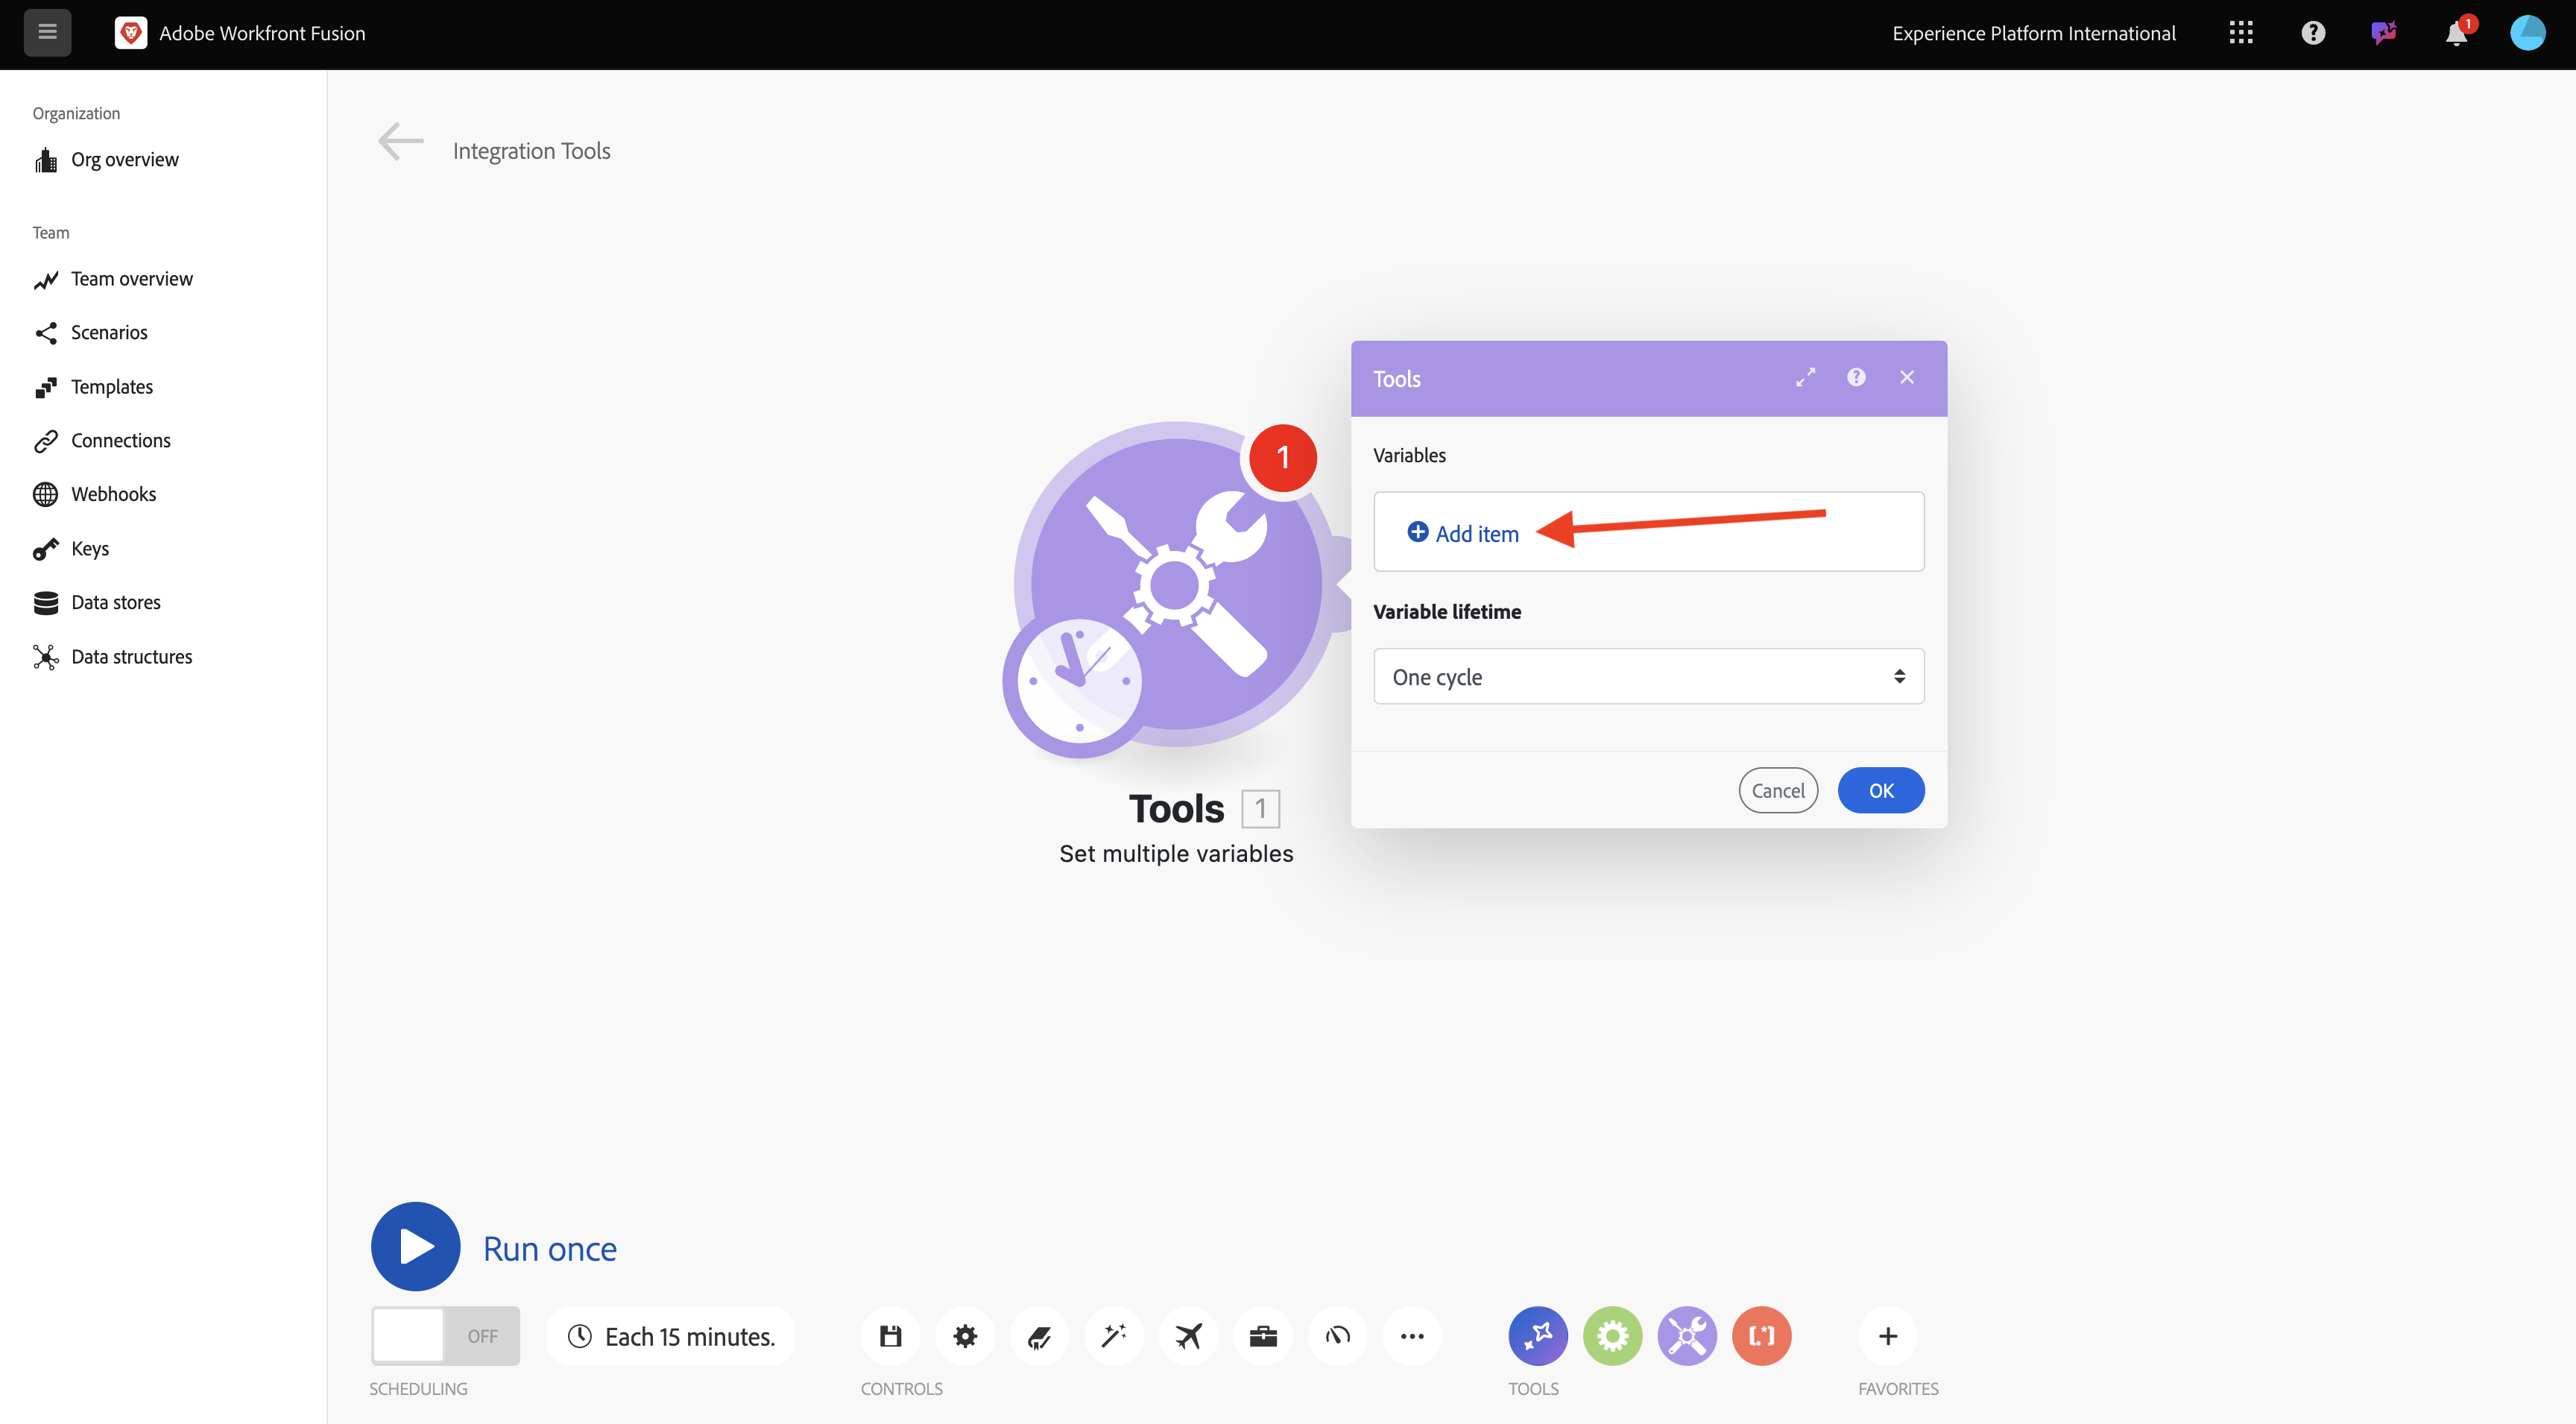 Adobe Workfront Fusion
Experience Platform International
1
Organization
Org overview
Team
Team overview
Scenarios
Templates
Connections
Webhooks
Keys
Data stores
Data structures
Integration Tools
1
Tools 1
Set multiple variables
Tools
Variables
Add item
Variable lifetime
One cycle
Cancel
OK
Run once
OFF
Each 15 minutes.
SCHEDULING
CONTROLS
TOOLS
FAVORITES